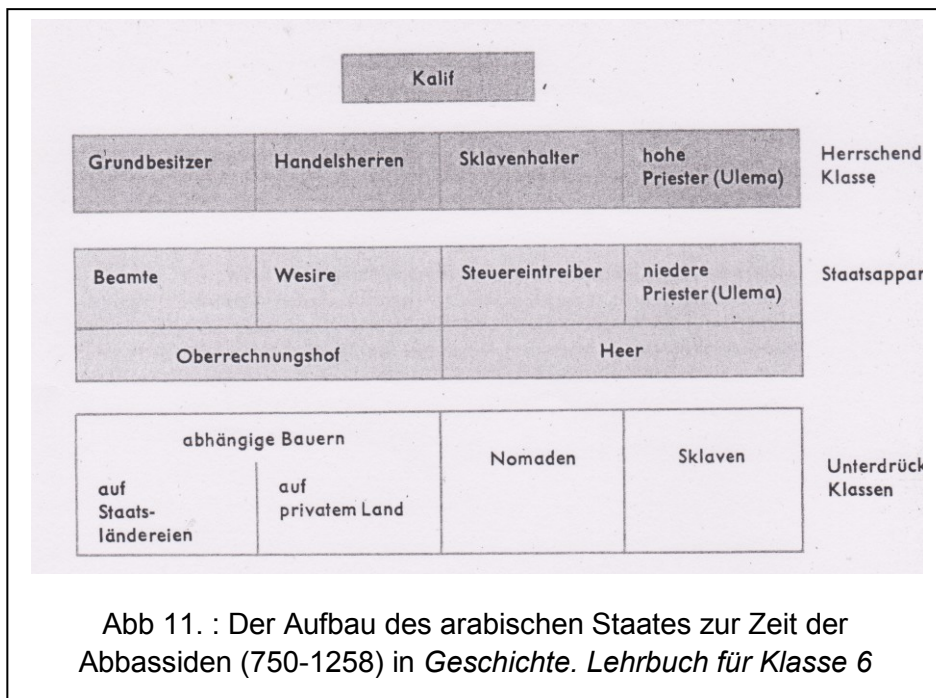 Kalif
Grundbesitzer Handelsherren Sklavenhalter hohe
Priester (Ulema)
Herrschend
Klasse
Beamte Wesire Steuereintreiber niedere
Priester (Ulema)
Staatsappar
Oberrechnungshof Heer
abhängige Bauern
auf
Staats-
ländereien
auf
privatem Land
Nomaden
Sklaven
Unterdrück
Klassen
Abb 11. : Der Aufbau des arabischen Staates zur Zeit der
Abbassiden (750-1258) in Geschichte. Lehrbuch für Klasse 6